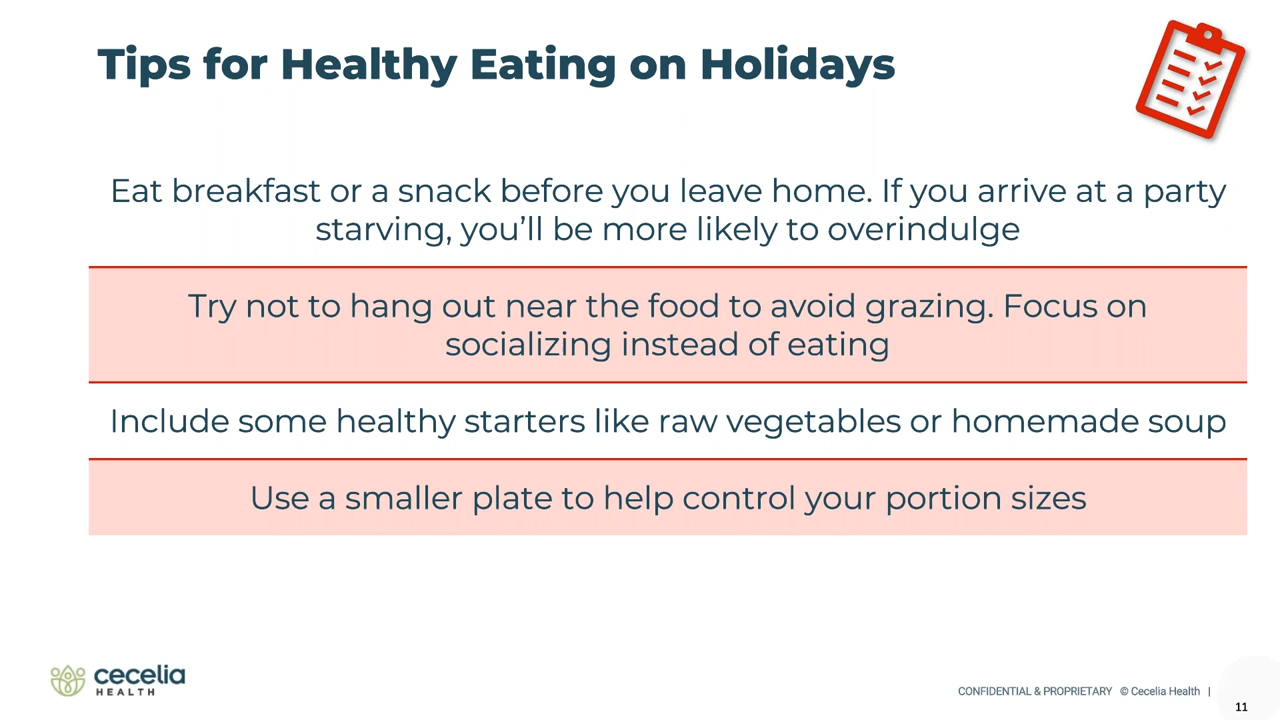 Tips for Healthy Eating on Holidays
Eat breakfast or a snack before you leave home. If you arrive at a party
starving, you’ll be more likely to overindulge
Try not to hang out near the food to avoid grazing. Focus on
socializing instead of eating
Include some healthy starters like raw vegetables or homemade soup
Use a smaller plate to help control your portion sizes
cecelia
HEALTH
CONFIDENTIAL & PROPRIETARY © Cecelia Health |
11